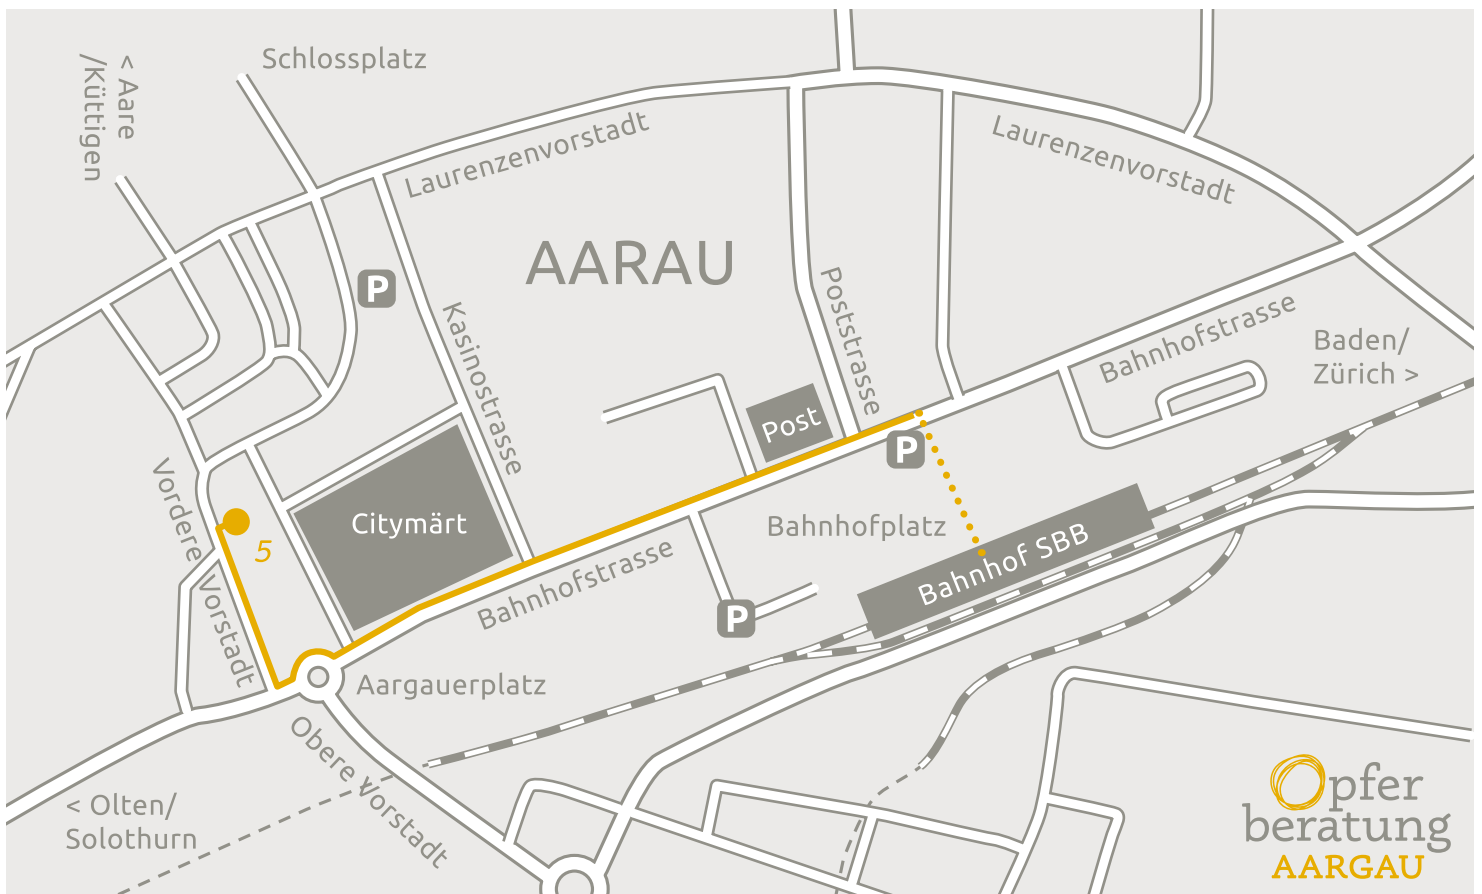 Schlossplatz
< Aare
/Küttigen
Laurenzenvorstadt
Laurenzenvorstadt
AARAU
P
Kasinostrasse
Poststrasse
Bahnhofstrasse
Baden/
Zürich >
Post
P
Vordere Vorstadt
5
Citymärt
Bahnhofplatz
Bahnhof SBB
Bahnhofstrasse
P
Aargauerplatz
Obere Vorstadt
< Olten/
Solothurn
Opfer
beratung
AARGAU